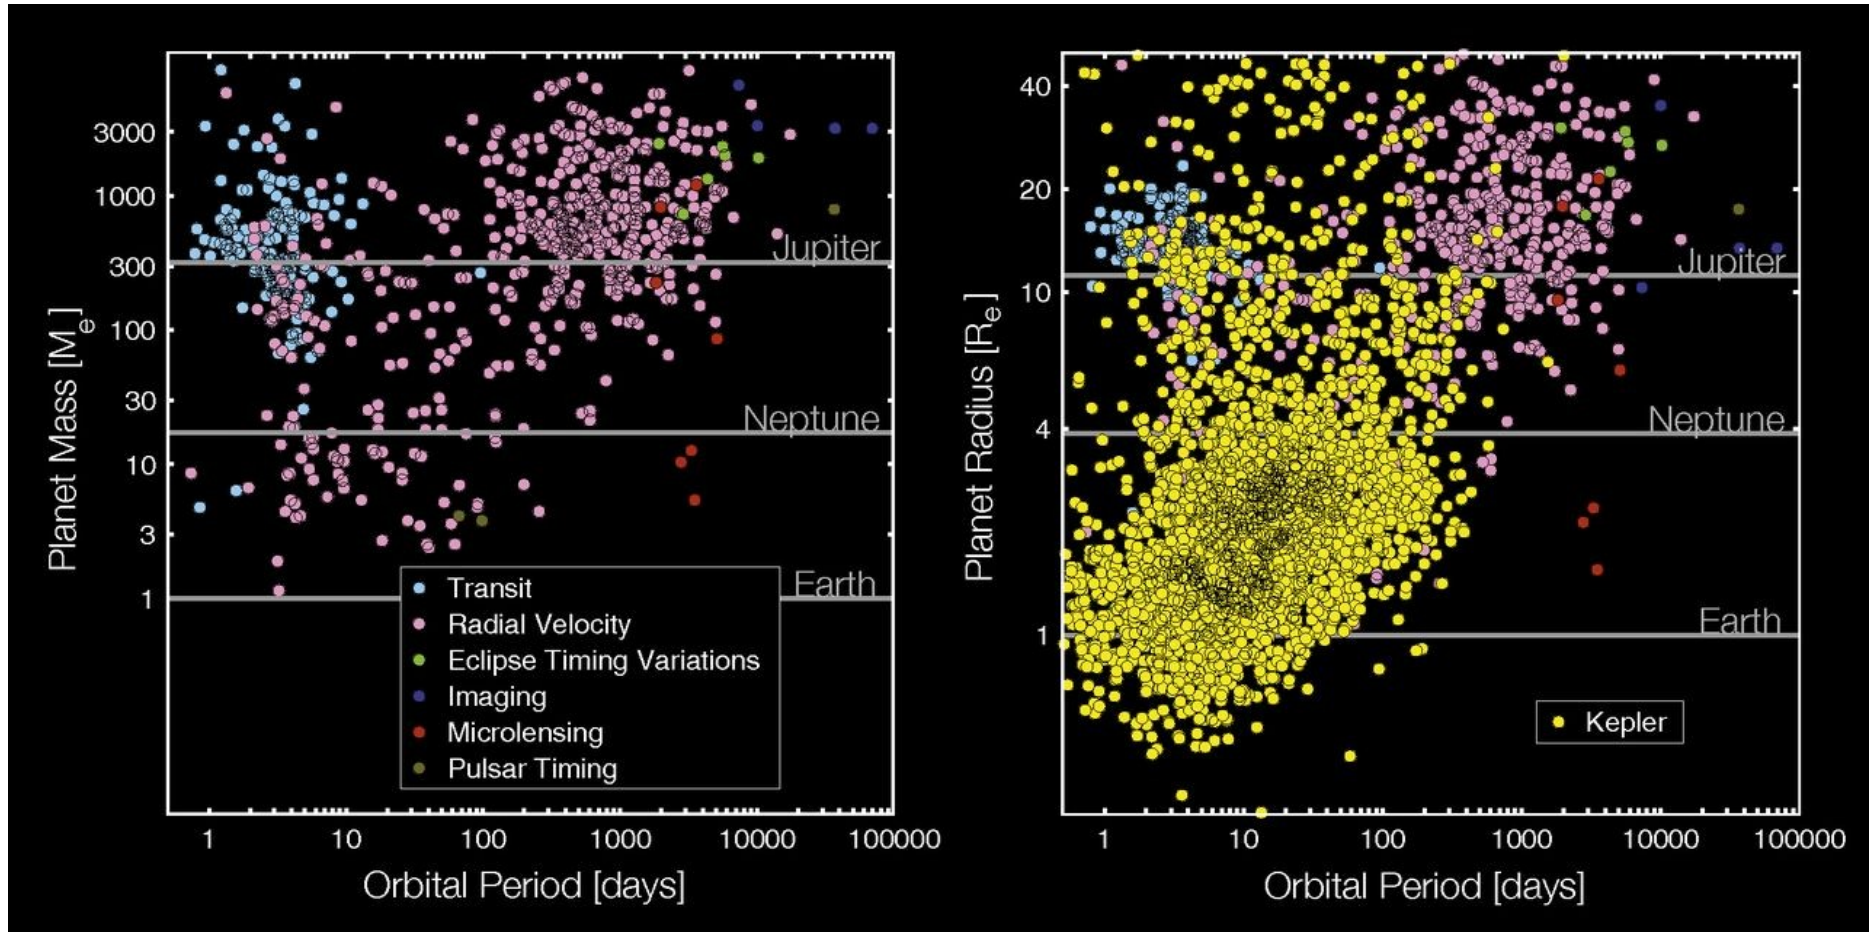 Planet Mass [Me]
3000
1000
300
100
30
10
3
1
Jupiter
Neptune
Earth
Transit
Radial Velocity
Eclipse Timing Variations
Imaging
Microlensing
Pulsar Timing
1 10 100 1000 10000 100000
Orbital Period [days]
Planet Radius [Re]
40
20
10
4
1
Jupiter
Neptune
Earth
Kepler
1 10 100 1000 10000 100000
Orbital Period [days]